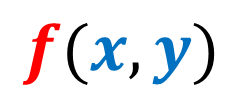 f(x, y)